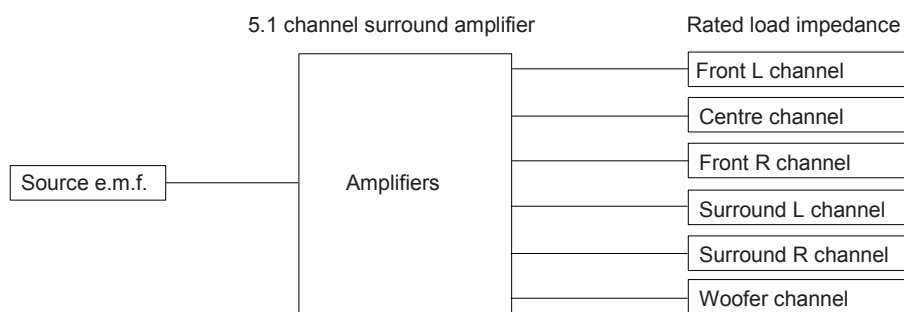 5.1 channel surround amplifier
Rated load impedance
Front L channel
Centre channel
Front R channel
Source e.m.f.
Amplifiers
Surround L channel
Surround R channel
Woofer channel